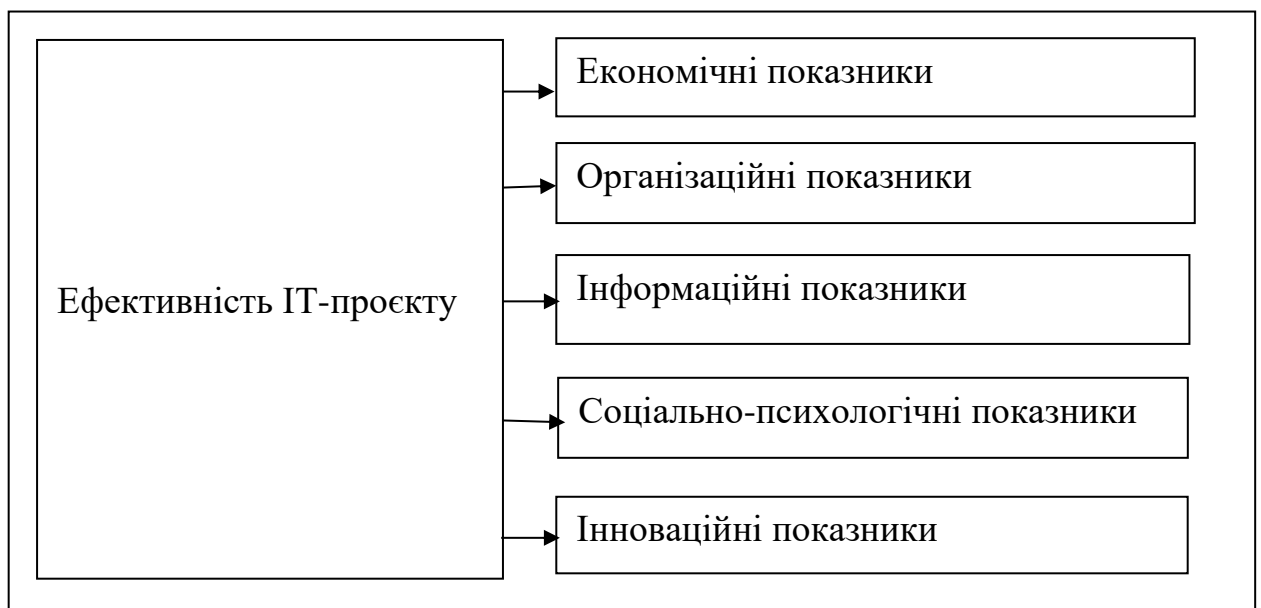 Економічні показники
Організаційні показники
Ефективність ІТ-проєкту
Інформаційні показники
Соціально-психологічні показники
Інноваційні показники